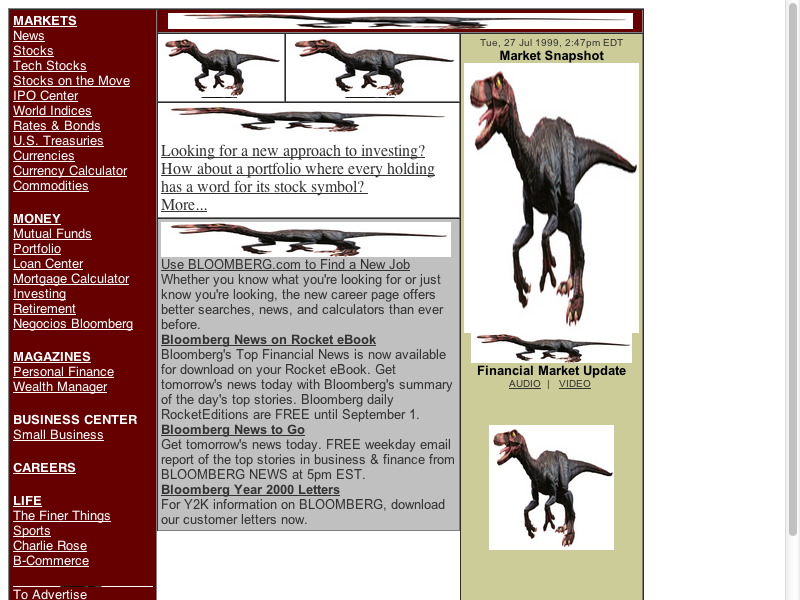 MARKETS
News
Stocks
Tech Stocks
Stocks on the Move
IPO Center
World Indices
Rates & Bonds
U.S. Treasuries
Currencies
Currency Calculator
Commodities
MONEY
Mutual Funds
Portfolio
Loan Center
Mortgage Calculator
Investing
Retirement
Negocios Bloomberg
MAGAZINES
Personal Finance
Wealth Manager
BUSINESS CENTER
Small Business
CAREERS
LIFE
The Finer Things
Sports
Charlie Rose
B-Commerce
To Advertise
Looking for a new approach to investing?
How about a portfolio where every holding
has a word for its stock symbol?
More...
Use BLOOMBERG.com to Find a New Job
Whether you know what you're looking for or just
know you're looking, the new career page offers
better searches, news, and calculators than ever
before.
Bloomberg News on Rocket eBook
Bloomberg's Top Financial News is now available
for download on your Rocket eBook. Get
tomorrow's news today with Bloomberg's summary
of the day's top stories. Bloomberg daily
RocketEditions are FREE until September 1.
Bloomberg News to Go
Get tomorrow's news today. FREE weekday email
report of the top stories in business & finance from
BLOOMBERG NEWS at 5pm EST.
Bloomberg Year 2000 Letters
For Y2K information on BLOOMBERG, download
our customer letters now.
Tue, 27 Jul 1999, 2:47pm EDT
Market Snapshot
Financial Market Update
AUDIO | VIDEO